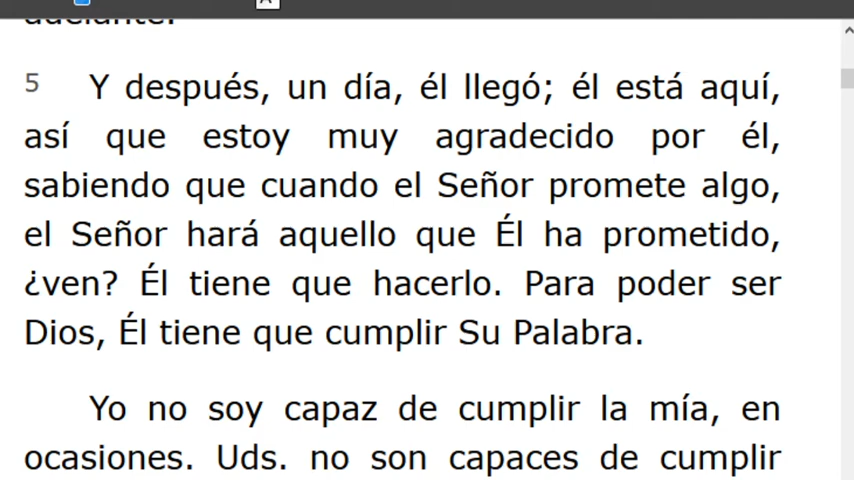 adelante.
5 Y después, un día, él llegó; él está aquí,
así que estoy muy agradecido por él,
sabiendo que cuando el Señor promete algo,
el Señor hará aquello que Él ha prometido,
¿ven? Él tiene que hacerlo. Para poder ser
Dios, Él tiene que cumplir Su Palabra.
Yo no soy capaz de cumplir la mía, en
ocasiones. Uds. no son capaces de cumplir